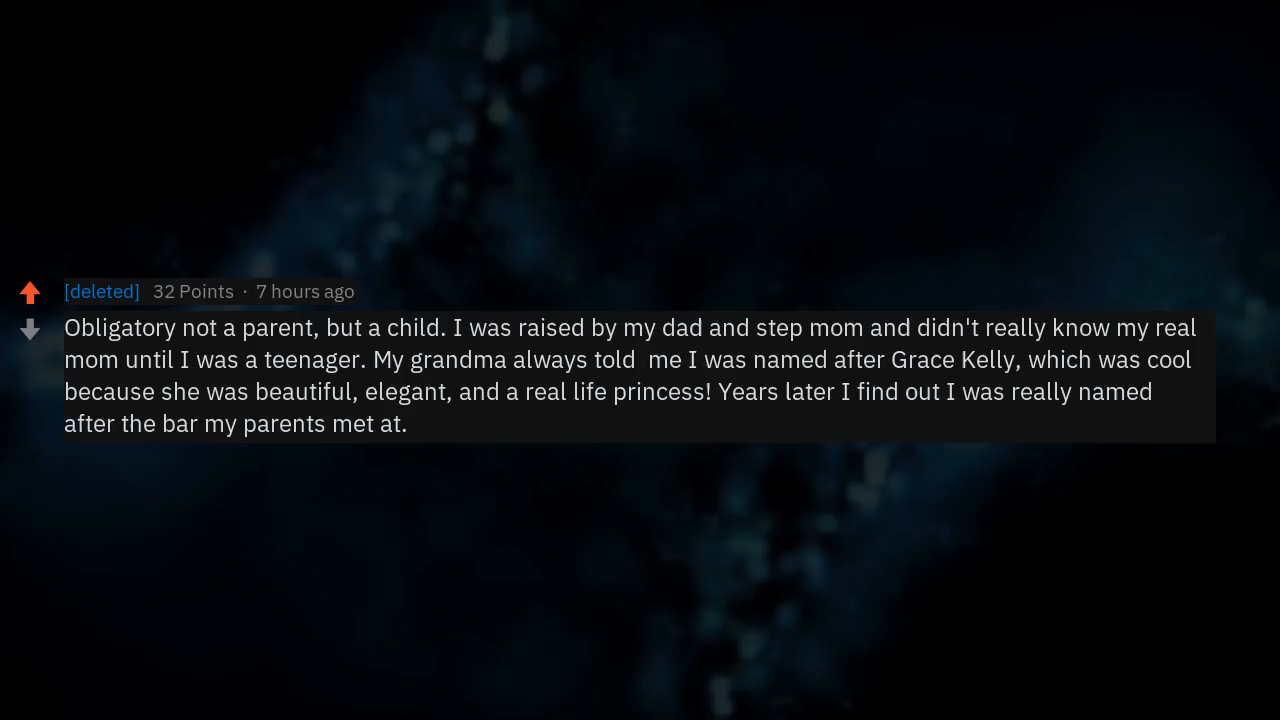 [deleted] 32 Points · 7 hours ago
Obligatory not a parent, but a child. I was raised by my dad and step mom and didn't really know my real
mom until I was a teenager. My grandma always told  me I was named after Grace Kelly, which was cool
because she was beautiful, elegant, and a real life princess! Years later I find out I was really named
after the bar my parents met at.